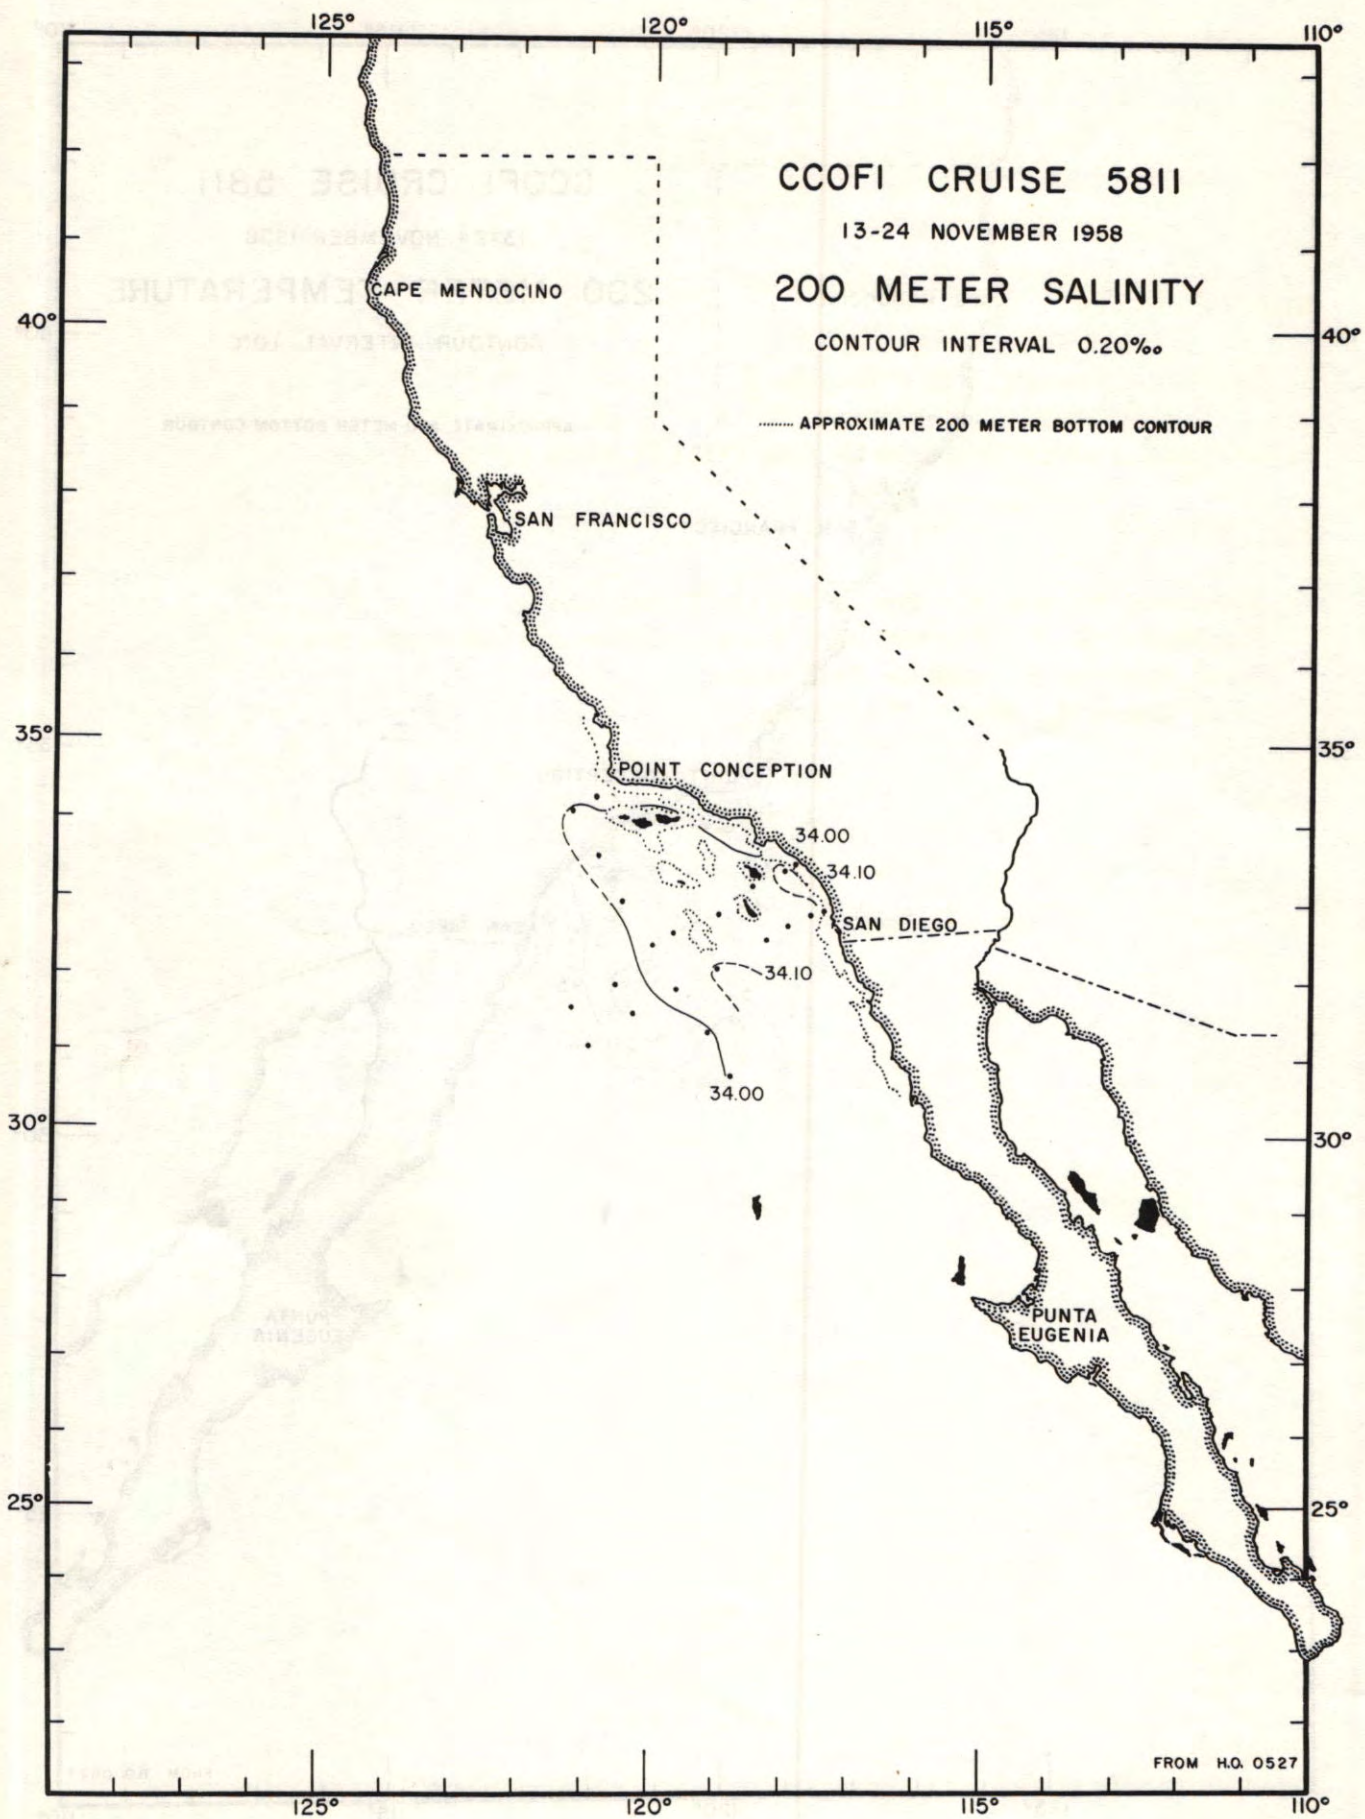 125° 120° 115° 110°
CCOFI CRUISE 5811
13-24 NOVEMBER 1958
200 METER SALINITY
CONTOUR INTERVAL 0.20‰
APPROXIMATE 200 METER BOTTOM CONTOUR
CAPE MENDOCINO
40° 40°
SAN FRANCISCO
35° 35°
POINT CONCEPTION
34.00
34.10
SAN DIEGO
34.10
34.00
30° 30°
PUNTA
EUGENIA
25° 25°
FROM H.O. 0527
125° 120° 115° 110°